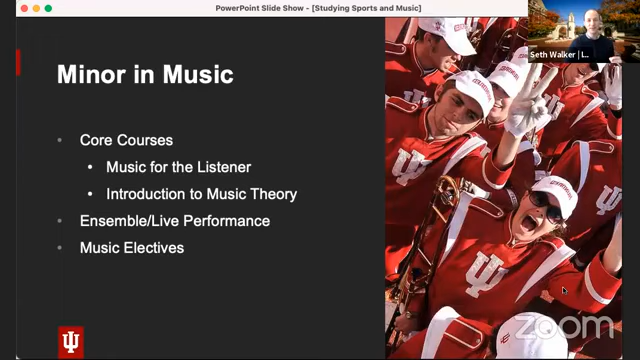 PowerPoint Slide Show - [Studying Sports and Music]
Seth Walker | L...
Minor in Music
Core Courses
Music for the Listener
Introduction to Music Theory
Ensemble/Live Performance
Music Electives
zoom